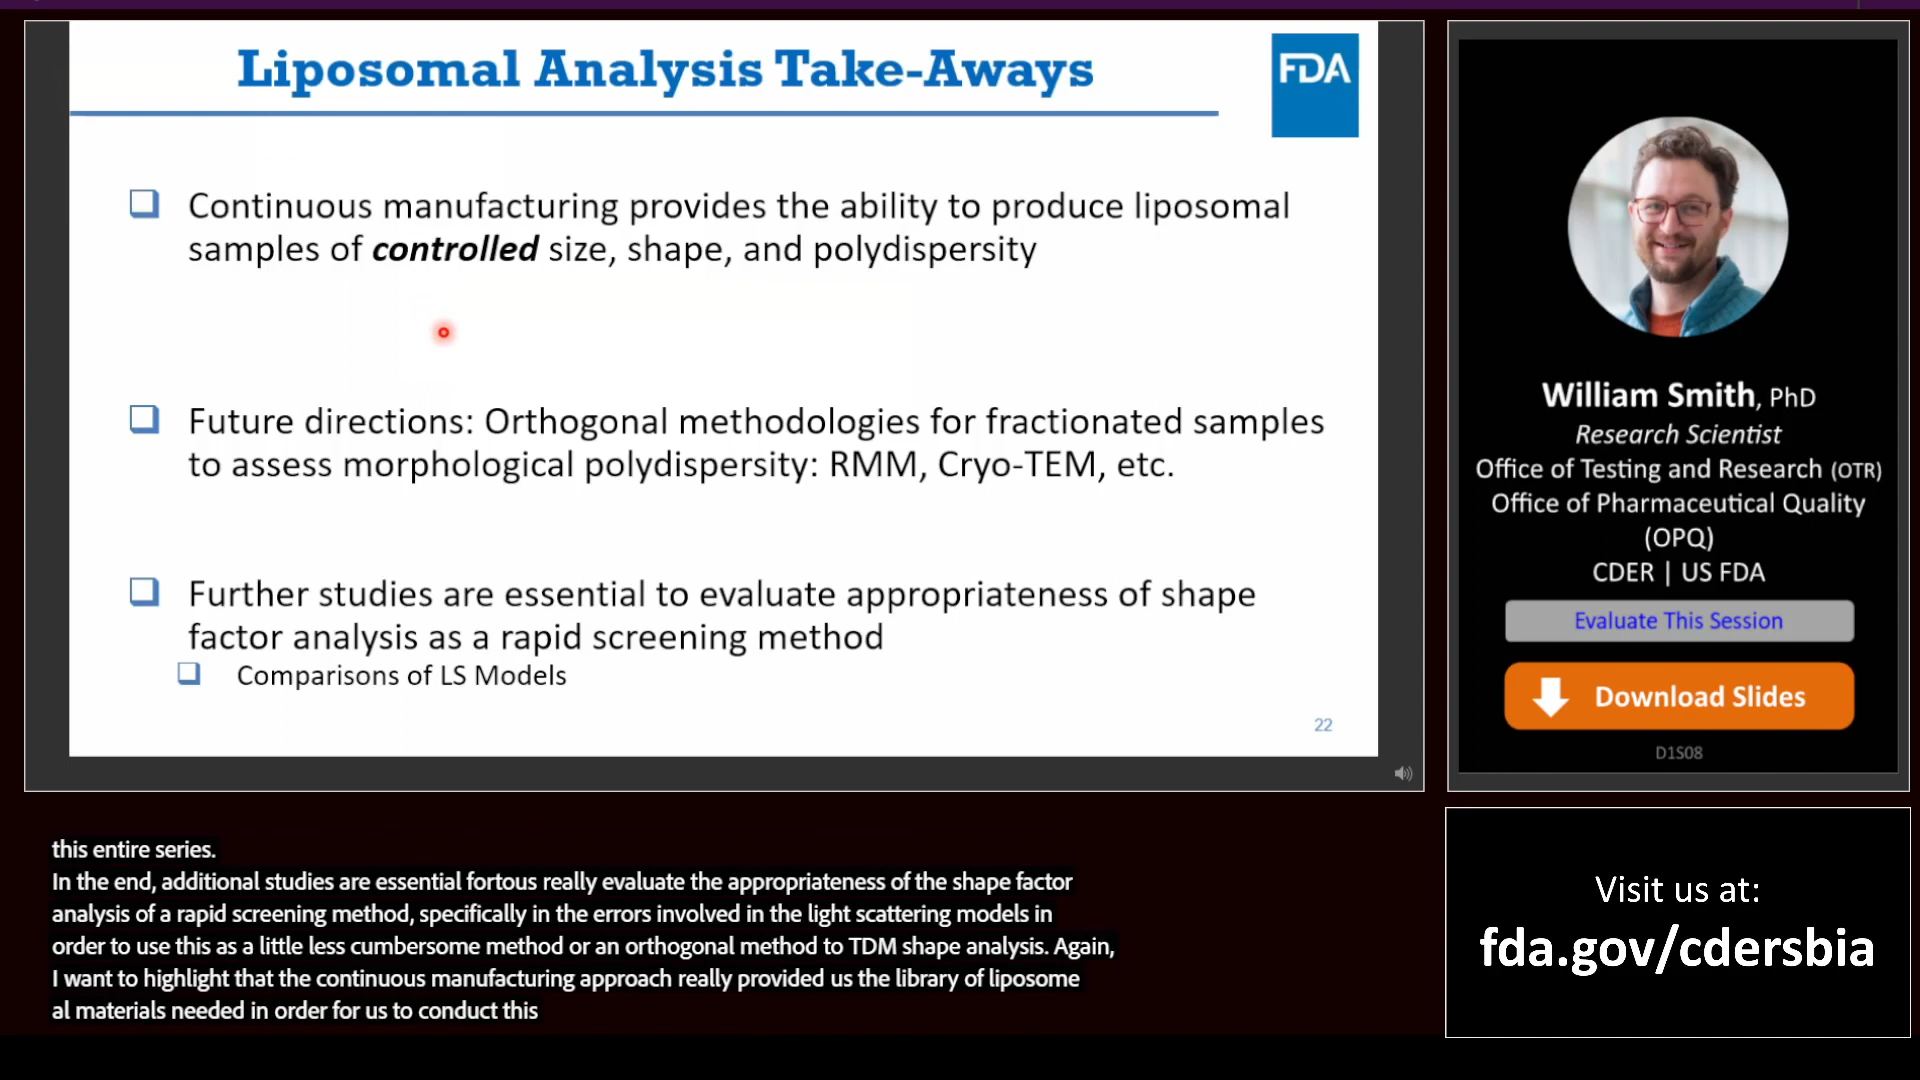 Liposomal Analysis Take-Aways
FDA
Continuous manufacturing provides the ability to produce liposomal
samples of controlled size, shape, and polydispersity
Future directions: Orthogonal methodologies for fractionated samples
to assess morphological polydispersity: RMM, Cryo-TEM, etc.
Further studies are essential to evaluate appropriateness of shape
factor analysis as a rapid screening method
Comparisons of LS Models
22
William Smith, PhD
Research Scientist
Office of Testing and Research (OTR)
Office of Pharmaceutical Quality
(OPQ)
CDER | US FDA
Evaluate This Session
Download Slides
D1S08
this entire series.
In the end, additional studies are essential fortous really evaluate the appropriateness of the shape factor
analysis of a rapid screening method, specifically in the errors involved in the light scattering models in
order to use this as a little less cumbersome method or an orthogonal method to TDM shape analysis. Again,
I want to highlight that the continuous manufacturing approach really provided us the library of liposome
al materials needed in order for us to conduct this
Visit us at:
fda.gov/cdersbia